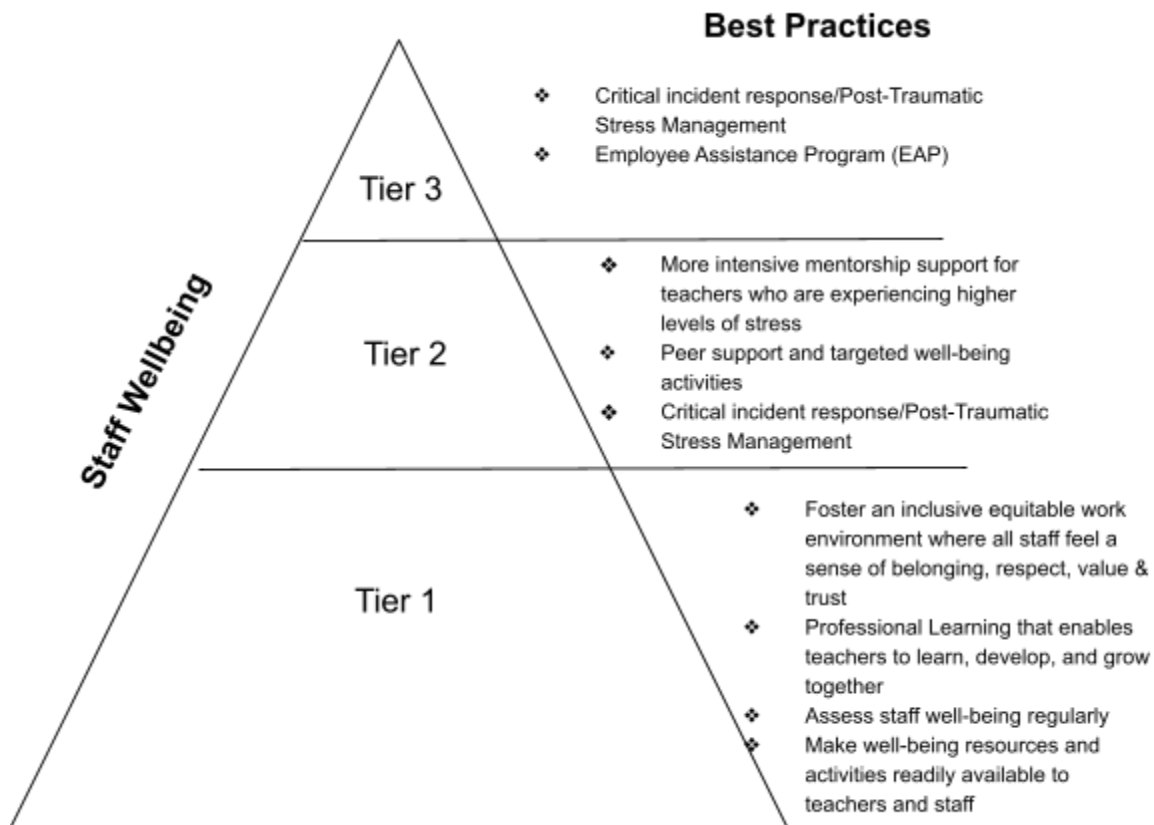 Best Practices
❖ Critical incident response/Post-Traumatic
Stress Management
❖ Employee Assistance Program (EAP)
Tier 3
❖ More intensive mentorship support for
teachers who are experiencing higher
levels of stress
❖ Peer support and targeted well-being
activities
❖ Critical incident response/Post-Traumatic
Stress Management
Tier 2
Staff Wellbeing
❖ Foster an inclusive equitable work
environment where all staff feel a
sense of belonging, respect, value &
trust
❖ Professional Learning that enables
teachers to learn, develop, and grow
together
❖ Assess staff well-being regularly
❖ Make well-being resources and
activities readily available to
teachers and staff
Tier 1